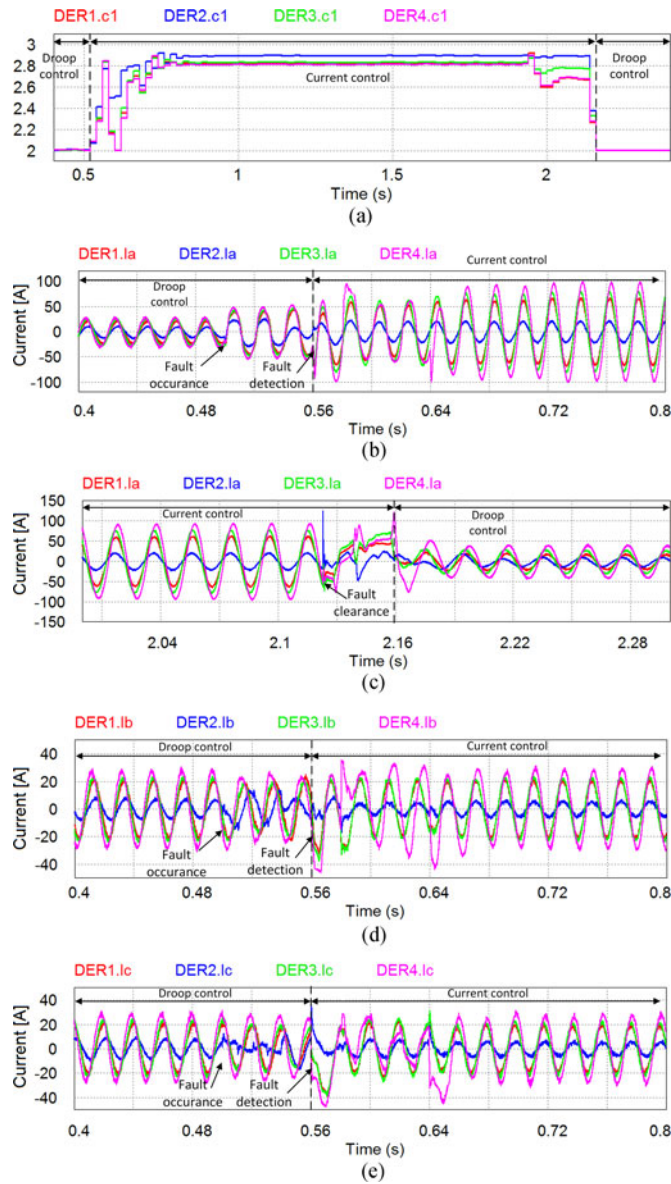 DER1.c1 DER2.c1 DER3.c1 DER4.c1
3
2.8
2.6
2.4
2.2
2
Droop control
Current control
Droop control
0.5 1 1.5 2
Time (s)
(a)
DER1.Ia DER2.Ia DER3.Ia DER4.Ia
Current control
Current [A]
100
50
0
-50
-100
Droop control
Fault occurance
Fault detection
0.4 0.48 0.56 0.64 0.72 0.8
Time (s)
(b)
DER1.Ia DER2.Ia DER3.Ia DER4.Ia
Current [A]
150
100
50
0
-50
-100
150
Current control
Droop control
Fault clearance
2.04 2.1 2.16 2.22 2.28
Time (s)
(c)
DER1.Ib DER2.Ib DER3.Ib DER4.Ib
Current [A]
40
20
0
-20
-40
Droop control
Current control
Fault occurance
Fault detection
0.4 0.48 0.56 0.64 0.72 0.8
Time (s)
(d)
DER1.Ic DER2.Ic DER3.Ic DER4.Ic
Current [A]
40
20
0
-20
-40
Droop control
Current control
Fault occurance
Fault detection
0.4 0.48 0.56 0.64 0.72 0.8
Time (s)
(e)